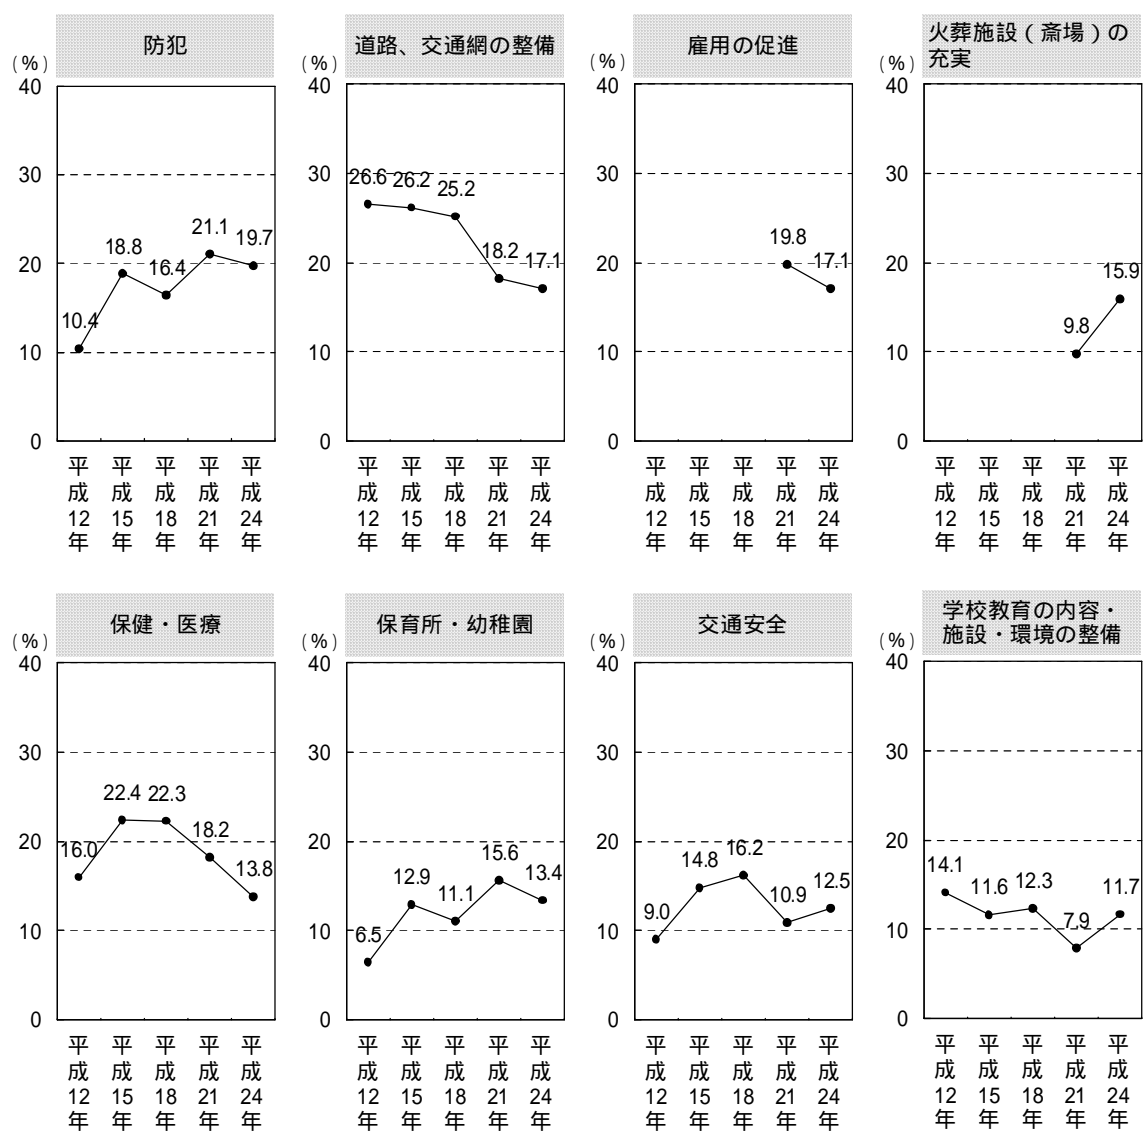 防犯
(%)
40
30
20
10
0
10.4
18.8
16.4
21.1
19.7
平成12年
平成15年
平成18年
平成21年
平成24年
道路、交通網の整備
(%)
40
30
20
10
0
26.6
26.2
25.2
18.2
17.1
平成12年
平成15年
平成18年
平成21年
平成24年
雇用の促進
(%)
40
30
20
10
0
19.8
17.1
平成12年
平成15年
平成18年
平成21年
平成24年
火葬施設(斎場)の
充実
(%)
40
30
20
10
0
9.8
15.9
平成12年
平成15年
平成18年
平成21年
平成24年
保健・医療
(%)
40
30
20
10
0
16.0
22.4
22.3
18.2
13.8
平成12年
平成15年
平成18年
平成21年
平成24年
保育所・幼稚園
(%)
40
30
20
10
0
6.5
12.9
11.1
15.6
13.4
平成12年
平成15年
平成18年
平成21年
平成24年
交通安全
(%)
40
30
20
10
0
9.0
14.8
16.2
10.9
12.5
平成12年
平成15年
平成18年
平成21年
平成24年
学校教育の内容・
施設・環境の整備
(%)
40
30
20
10
0
14.1
11.6
12.3
7.9
11.7
平成12年
平成15年
平成18年
平成21年
平成24年